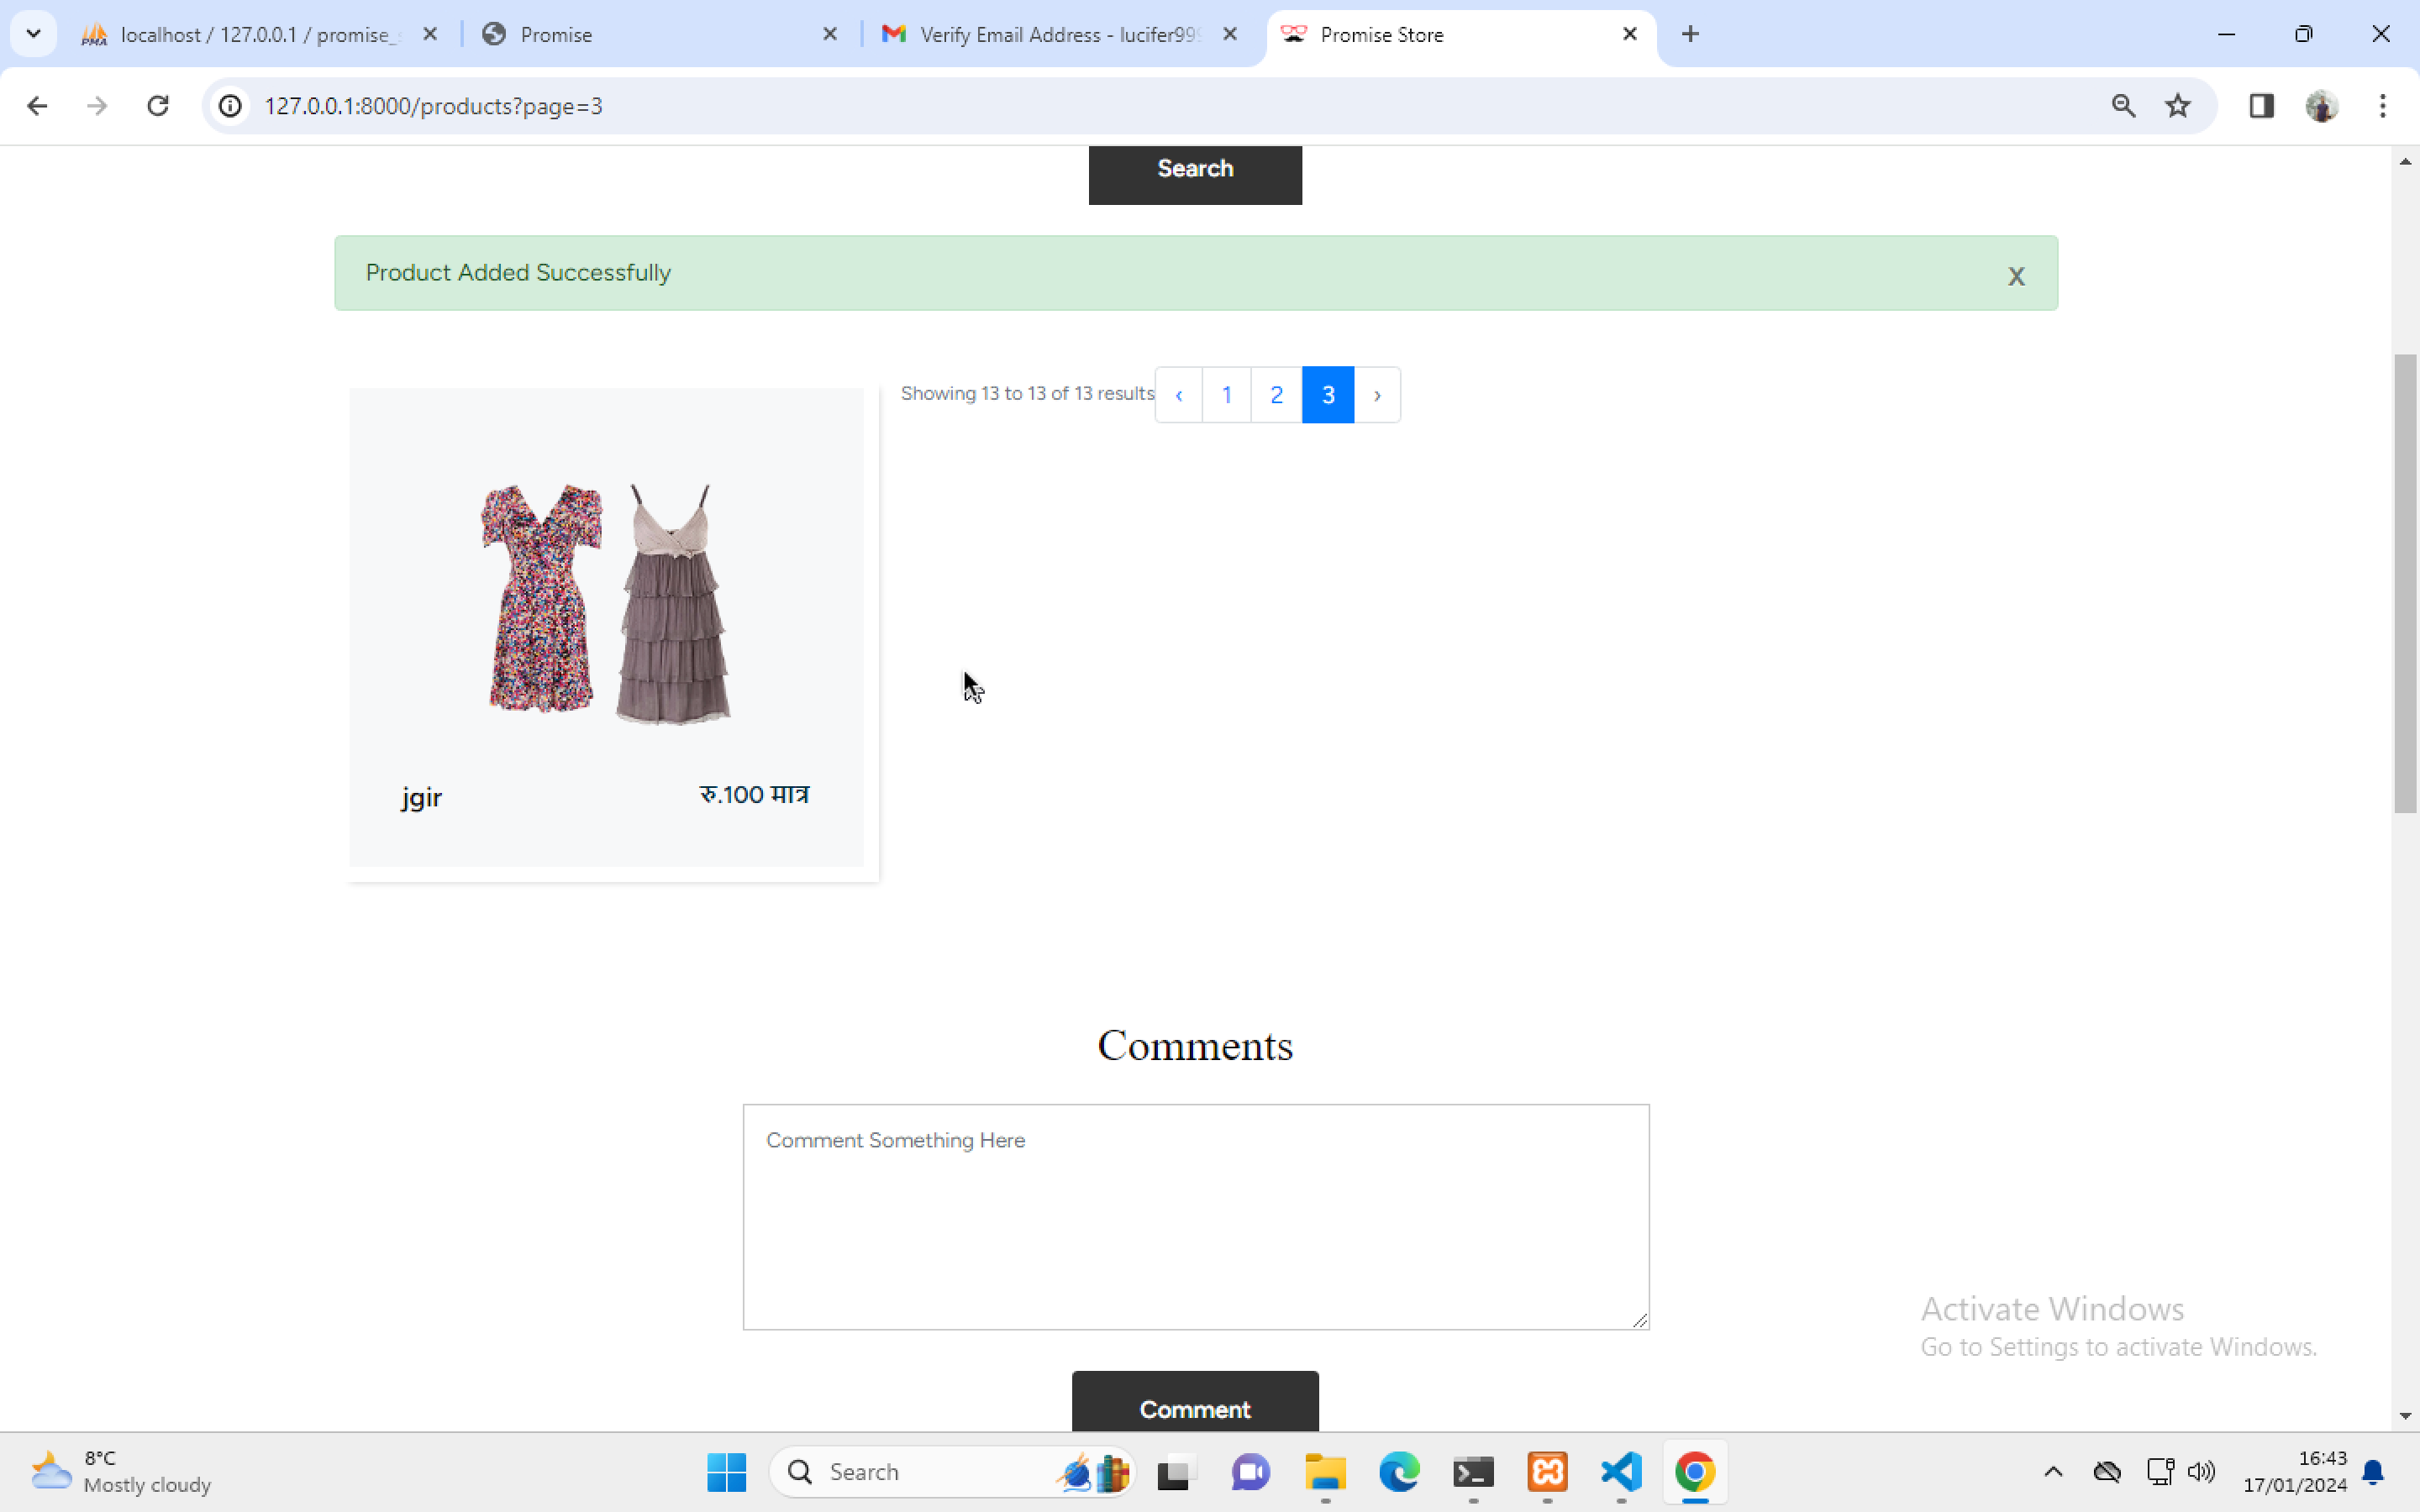 localhost / 127.0.0.1 / promise_
Promise
Verify Email Address - lucifer999
Promise Store
127.0.0.1:8000/products?page=3
Search
Product Added Successfully
X
Showing 13 to 13 of 13 results
‹ 1 2 3 ›
jgir
रु.100 मात्र
Comments
Comment Something Here
Comment
Activate Windows
Go to Settings to activate Windows.
8°C
Mostly cloudy
Search
16:43
17/01/2024